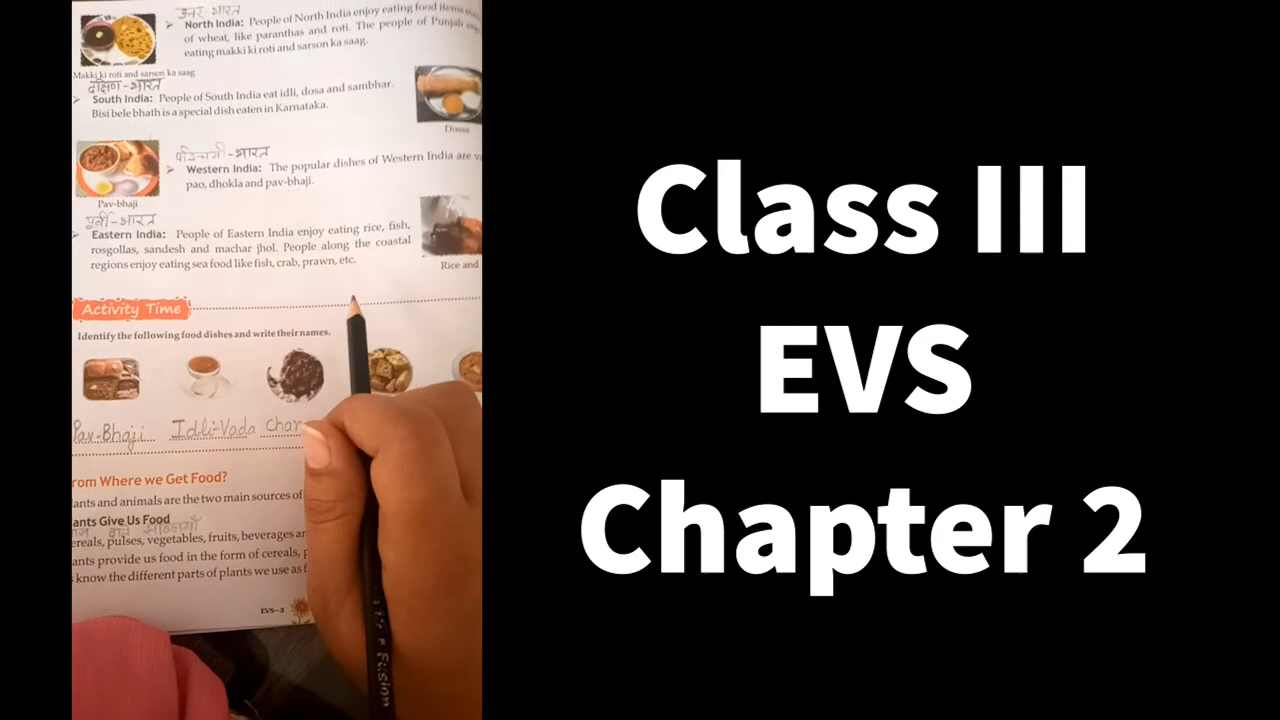 उत्तर भारत
North India: People of North India enjoy eating food items
of wheat, like paranthas and roti. The people of Punjab
eating makki ki roti and sarson ka saag.
Makki ki roti and sarson ka saag
दक्षिण-भारत
South India: People of South India eat idli, dosa and sambhar.
Bisi bele bhath is a special dish eaten in Karnataka.
Dossa
पश्चिमी-भारत
Western India: The popular dishes of Western India are
pao, dhokla and pav-bhaji.
Pav-bhaji
पूर्वी-भारत
Eastern India: People of Eastern India enjoy eating rice, fish,
rosgollas, sandesh and machar jhol. People along the coastal
regions enjoy eating sea food like fish, crab, prawn, etc.
Rice and
Activity Time
Identify the following food dishes and write their names.
Pav-Bhaji Idli-Vada
rom Where we Get Food?
lants and animals are the two main sources of
ants Give Us Food
ereals, pulses, vegetables, fruits, beverages
ants provide us food in the form of cereals,
know the different parts of plants we use as
EVS-3
Class III
EVS
Chapter 2